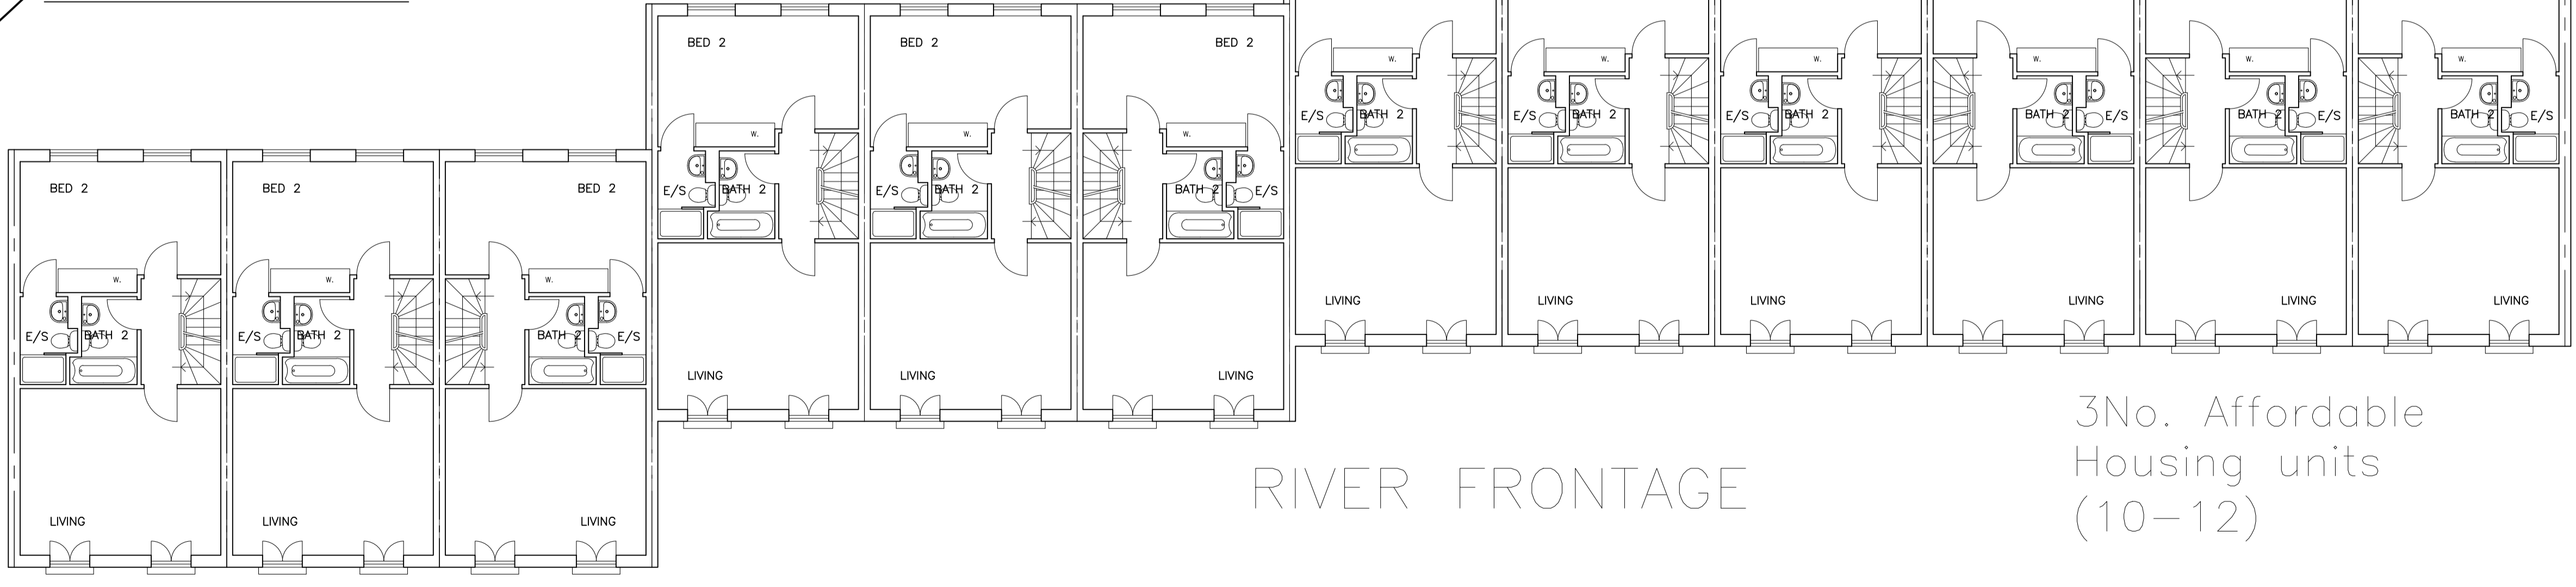 BED 2
BED 2
BED 2
W.
W.
W.
W.
W.
W.
E/S
BATH 2
E/S
BATH 2
E/S
BATH 2
BATH 2
E/S
BATH 2
E/S
BATH 2
E/S
W.
W.
W.
BED 2
BED 2
BED 2
E/S
BATH 2
E/S
BATH 2
BATH 2
E/S
W.
W.
W.
LIVING
LIVING
LIVING
LIVING
LIVING
LIVING
E/S
BATH 2
E/S
BATH 2
BATH 2
E/S
LIVING
LIVING
LIVING
LIVING
LIVING
LIVING
RIVER FRONTAGE
3No. Affordable
Housing units
(10-12)